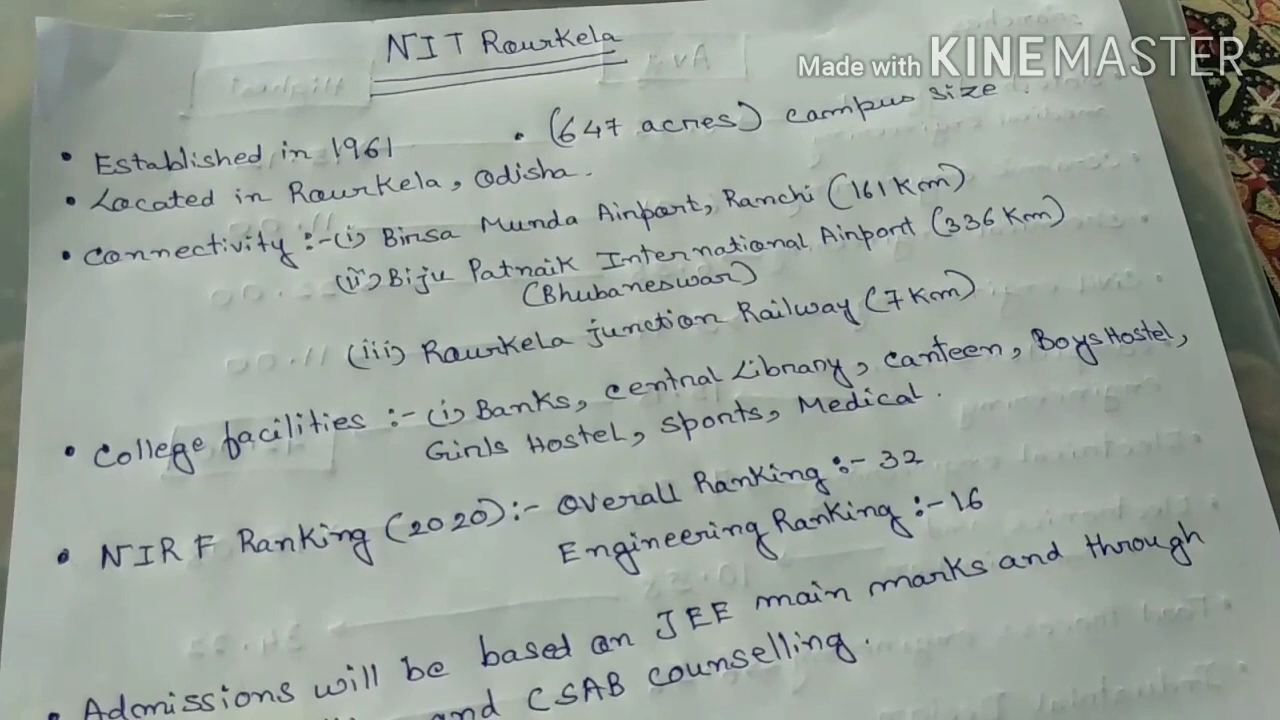 NIT Rourkela
Made with KINEMASTER
• Established in 1961 • (647 acres) campus size
• Located in Rourkela, Odisha.
• Connectivity :- (i) Birsa Munda Airport, Ranchi (161 Km)
(ii) Biju Patnaik International Airport (336 Km)
(Bhubaneswar)
(iii) Rourkela junction Railway (7 Km)
• College facilities :- (i) Banks, central Library, canteen, Boys Hostel,
Girls Hostel, sports, Medical.
• NIRF Ranking (2020):- Overall Ranking :- 32
Engineering Ranking :- 16
• Admissions will be based on JEE main marks and through
and CSAB counselling.